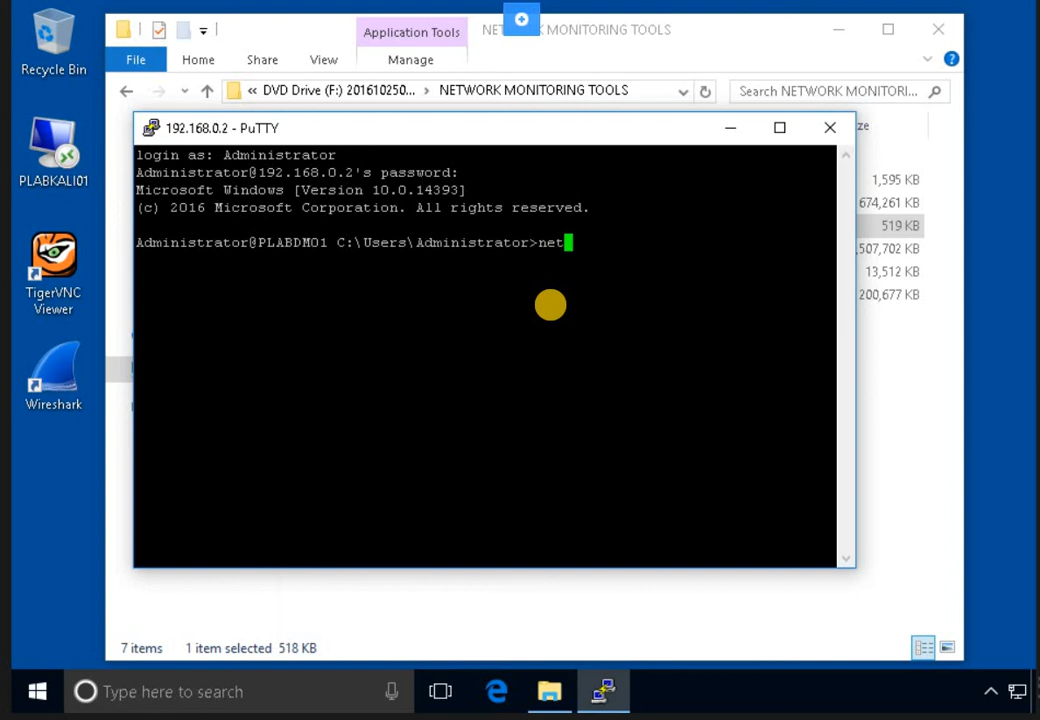 Recycle Bin
PLABKALI01
TigerVNC
Viewer
Wireshark
Application Tools
NETWORK MONITORING TOOLS
File
Home
Share
View
Manage
« DVD Drive (F:) 201610250... › NETWORK MONITORING TOOLS
Search NETWORK MONITORI...
192.168.0.2 - PuTTY
ze
login as: Administrator
Administrator@192.168.0.2's password:
Microsoft Windows [Version 10.0.14393]
(c) 2016 Microsoft Corporation. All rights reserved.
Administrator@PLABDM01 C:\Users\Administrator>net
1,595 KB
674,261 KB
519 KB
,507,702 KB
13,512 KB
200,677 KB
7 items
1 item selected 518 KB
Type here to search